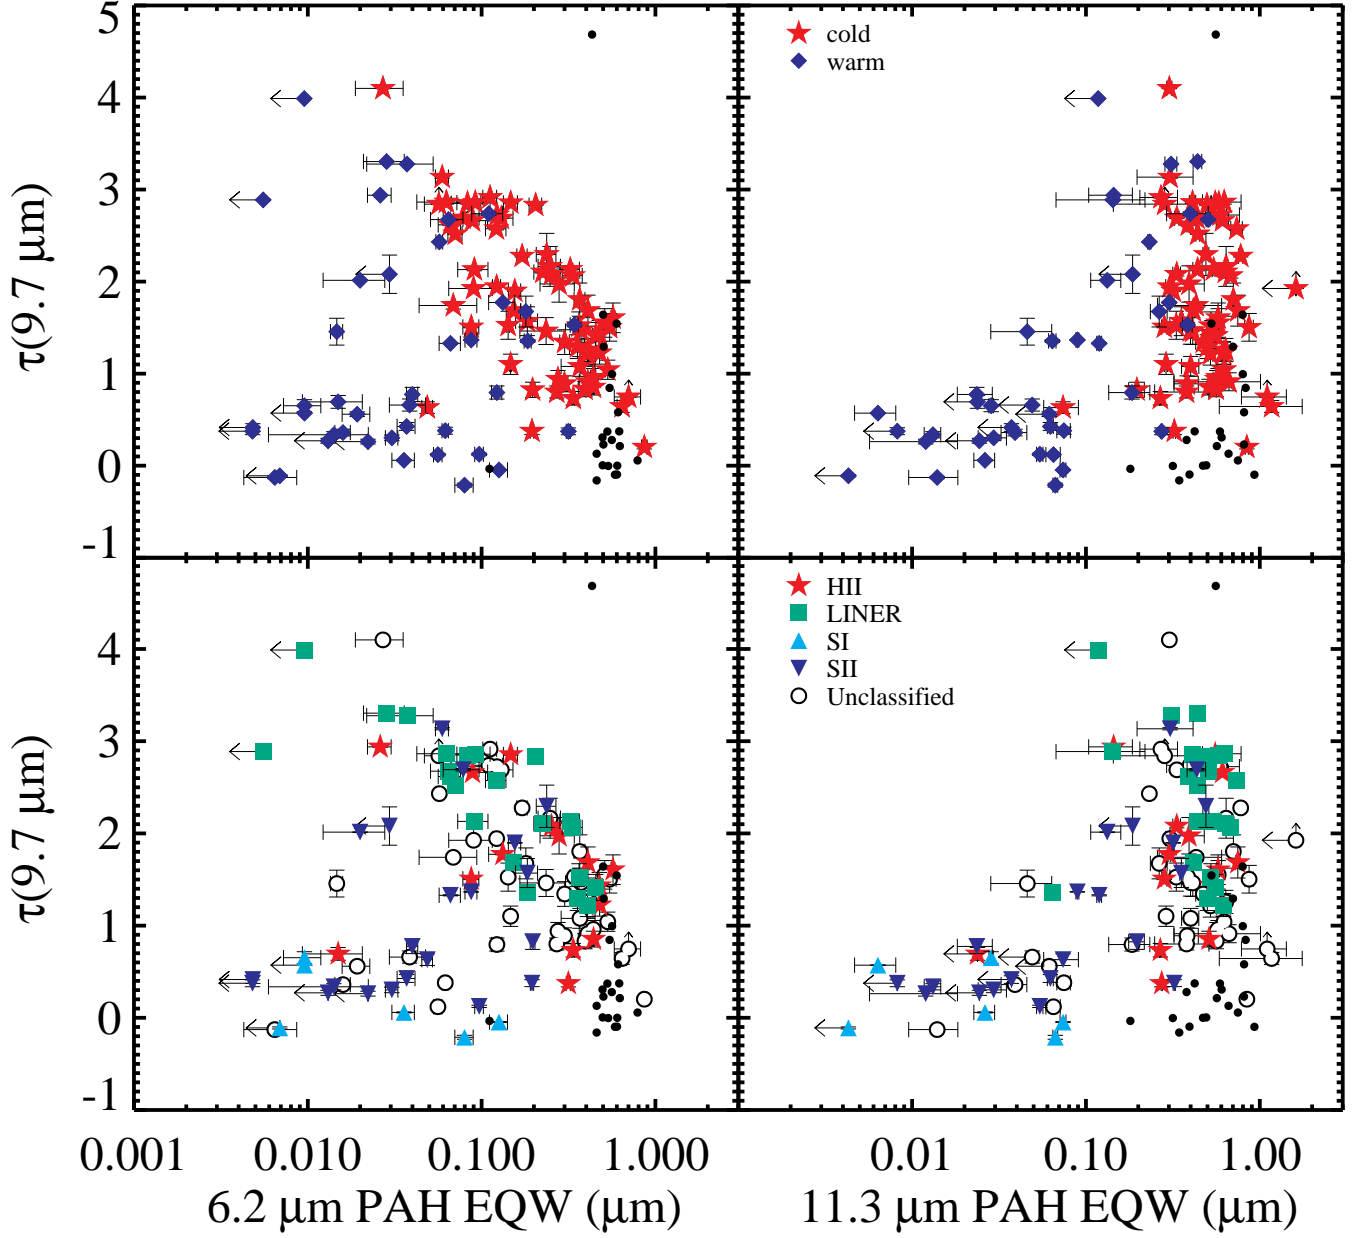 5
4
3
2
1
0
-1
τ(9.7 μm)
cold
warm
4
3
2
1
0
-1
τ(9.7 μm)
HII
LINER
SI
SII
Unclassified
0.001 0.010 0.100 1.000 0.01 0.10 1.00
6.2 μm PAH EQW (μm) 11.3 μm PAH EQW (μm)